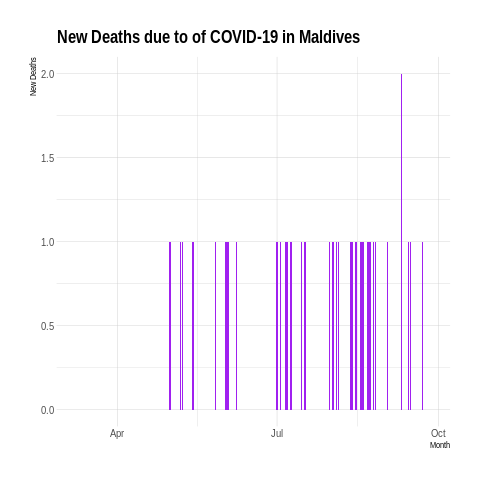 New Deaths due to of COVID-19 in Maldives
New Deaths
2.0
1.5
1.0
0.5
0.0
Apr
Jul
Oct
Month